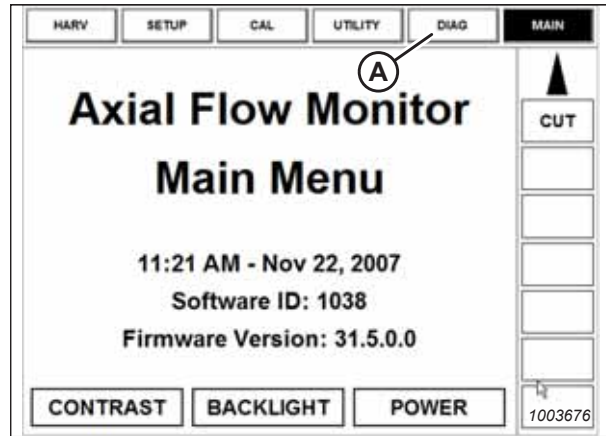 HARV SETUP CAL UTILITY DIAG MAIN
A
Axial Flow Monitor
CUT
Main Menu
11:21 AM - Nov 22, 2007
Software ID: 1038
Firmware Version: 31.5.0.0
CONTRAST BACKLIGHT POWER
1003676